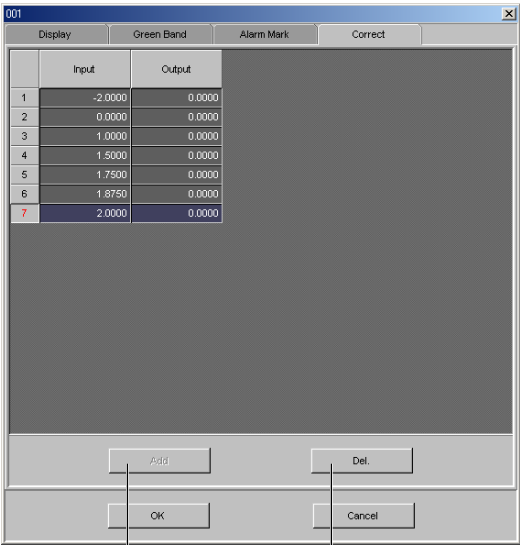 001
Display Green Band Alarm Mark Correct
Input Output
1 -2.0000 0.0000
2 0.0000 0.0000
3 1.0000 0.0000
4 1.5000 0.0000
5 1.7500 0.0000
6 1.8750 0.0000
7 2.0000 0.0000
Add Del.
OK Cancel